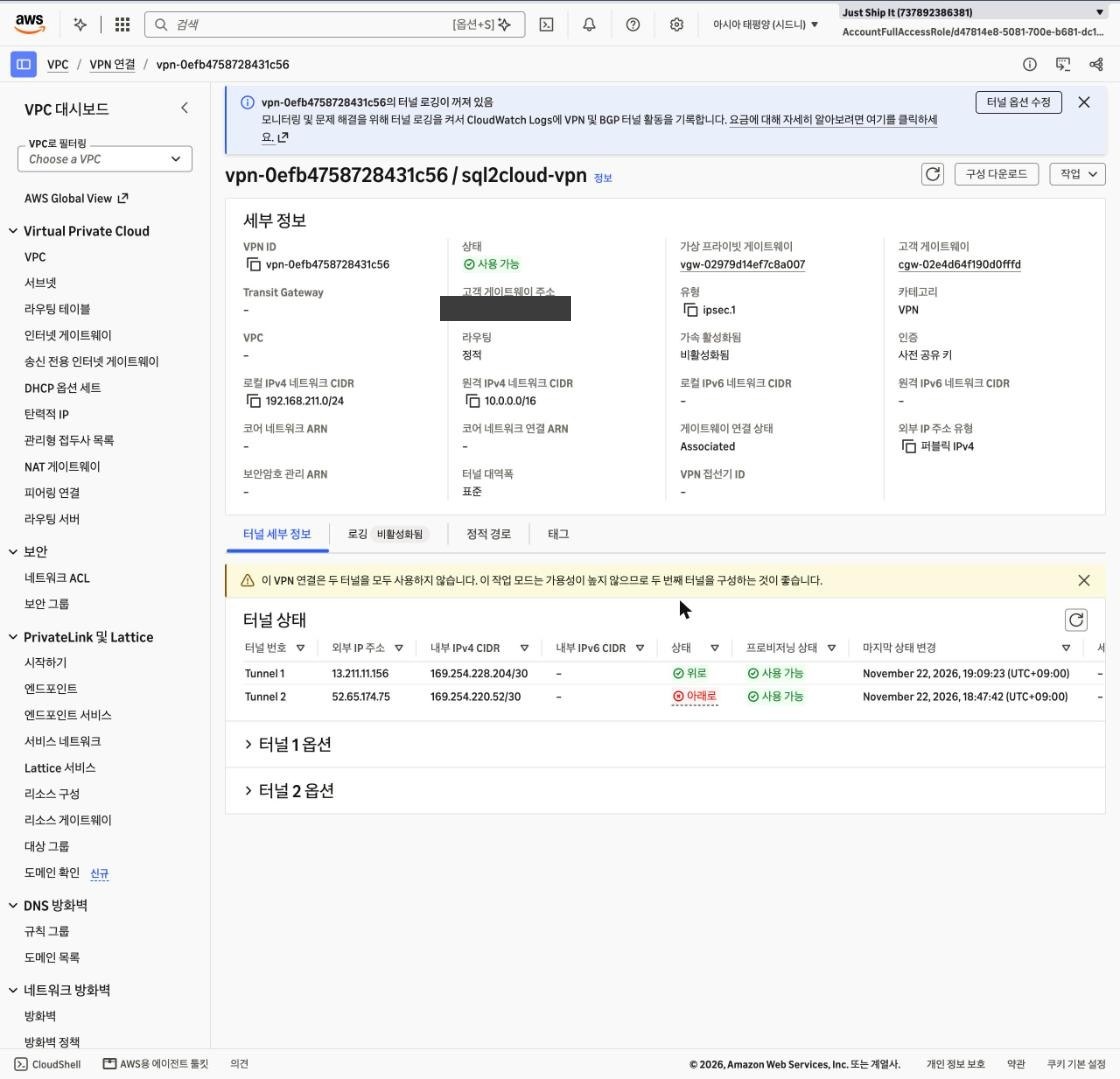 aws
검색
[옵션+S]
아시아 태평양 (시드니)
Just Ship It (737892386381)
AccountFullAccessRole/d47814e8-5081-700e-b681-dc1...
VPC / VPN 연결 / vpn-0efb4758728431c56
VPC 대시보드
VPC로 필터링
Choose a VPC
AWS Global View
Virtual Private Cloud
VPC
서브넷
라우팅 테이블
인터넷 게이트웨이
송신 전용 인터넷 게이트웨이
DHCP 옵션 세트
탄력적 IP
관리형 접두사 목록
NAT 게이트웨이
피어링 연결
라우팅 서버
보안
네트워크 ACL
보안 그룹
PrivateLink 및 Lattice
시작하기
엔드포인트
엔드포인트 서비스
서비스 네트워크
Lattice 서비스
리소스 구성
리소스 게이트웨이
대상 그룹
도메인 확인 신규
DNS 방화벽
규칙 그룹
도메인 목록
네트워크 방화벽
방화벽
방화벽 정책
vpn-0efb4758728431c56의 터널 로깅이 꺼져 있음
모니터링 및 문제 해결을 위해 터널 로깅을 켜서 CloudWatch Logs에 VPN 및 BGP 터널 활동을 기록합니다. 요금에 대해 자세히 알아보려면 여기를 클릭하세
요.
터널 옵션 수정
vpn-0efb4758728431c56 / sql2cloud-vpn 정보
구성 다운로드
작업
세부 정보
VPN ID
vpn-0efb4758728431c56
상태
사용 가능
가상 프라이빗 게이트웨이
vgw-02979d14ef7c8a007
고객 게이트웨이
cgw-02e4d64f190d0fffd
Transit Gateway
-
고객 게이트웨이 주소
유형
ipsec.1
카테고리
VPN
VPC
-
라우팅
정적
가속 활성화됨
비활성화됨
인증
사전 공유 키
로컬 IPv4 네트워크 CIDR
192.168.211.0/24
원격 IPv4 네트워크 CIDR
10.0.0.0/16
로컬 IPv6 네트워크 CIDR
-
원격 IPv6 네트워크 CIDR
-
코어 네트워크 ARN
-
코어 네트워크 연결 ARN
-
게이트웨이 연결 상태
Associated
외부 IP 주소 유형
퍼블릭 IPv4
보안암호 관리 ARN
-
터널 대역폭
표준
VPN 접선기 ID
-
터널 세부 정보
로깅 비활성화됨
정적 경로
태그
이 VPN 연결은 두 터널을 모두 사용하지 않습니다. 이 작업 모드는 가용성이 높지 않으므로 두 번째 터널을 구성하는 것이 좋습니다.
터널 상태
터널 번호 외부 IP 주소 내부 IPv4 CIDR 내부 IPv6 CIDR 상태 프로비저닝 상태 마지막 상태 변경 세
Tunnel 1 13.211.11.156 169.254.228.204/30 - 위로 사용 가능 November 22, 2026, 19:09:23 (UTC+09:00) -
Tunnel 2 52.65.174.75 169.254.220.52/30 - 아래로 사용 가능 November 22, 2026, 18:47:42 (UTC+09:00) -
터널 1 옵션
터널 2 옵션
CloudShell
AWS용 에이전트 툴킷
의견
© 2026, Amazon Web Services, Inc. 또는 계열사.
개인 정보 보호
약관
쿠키 기본 설정